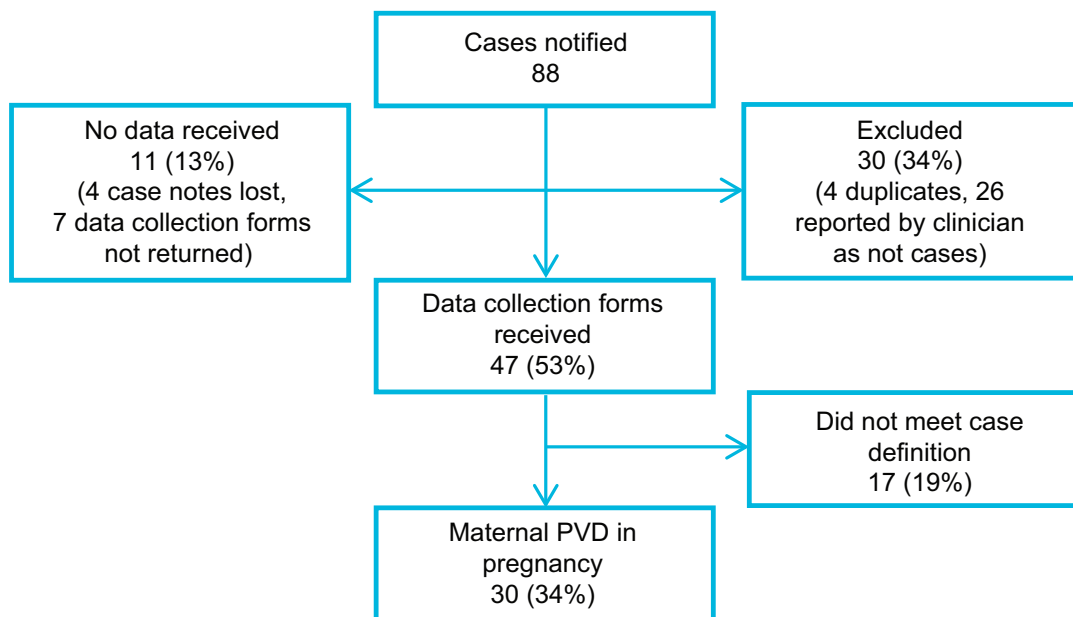 Cases notified
88
No data received
11 (13%)
(4 case notes lost,
7 data collection forms
not returned)
Excluded
30 (34%)
(4 duplicates, 26
reported by clinician
as not cases)
Data collection forms
received
47 (53%)
Did not meet case
definition
17 (19%)
Maternal PVD in
pregnancy
30 (34%)